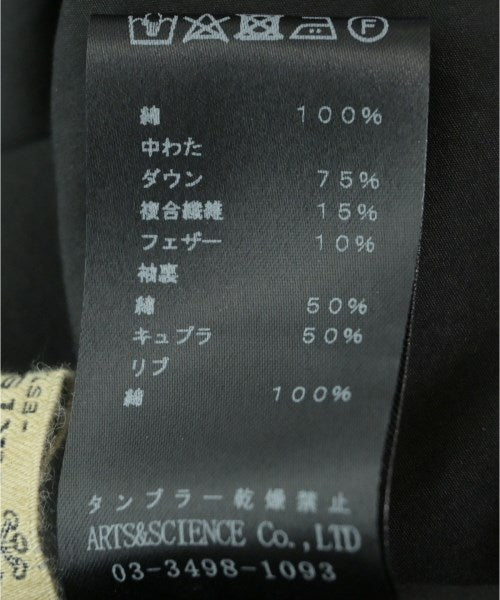 綿 100%
中わた
ダウン 75%
複合繊維 15%
フェザー 10%
袖裏
綿 50%
キュプラ 50%
リブ
綿 100%
タンブラー乾燥禁止
ARTS&SCIENCE Co., LTD
03-3498-1093